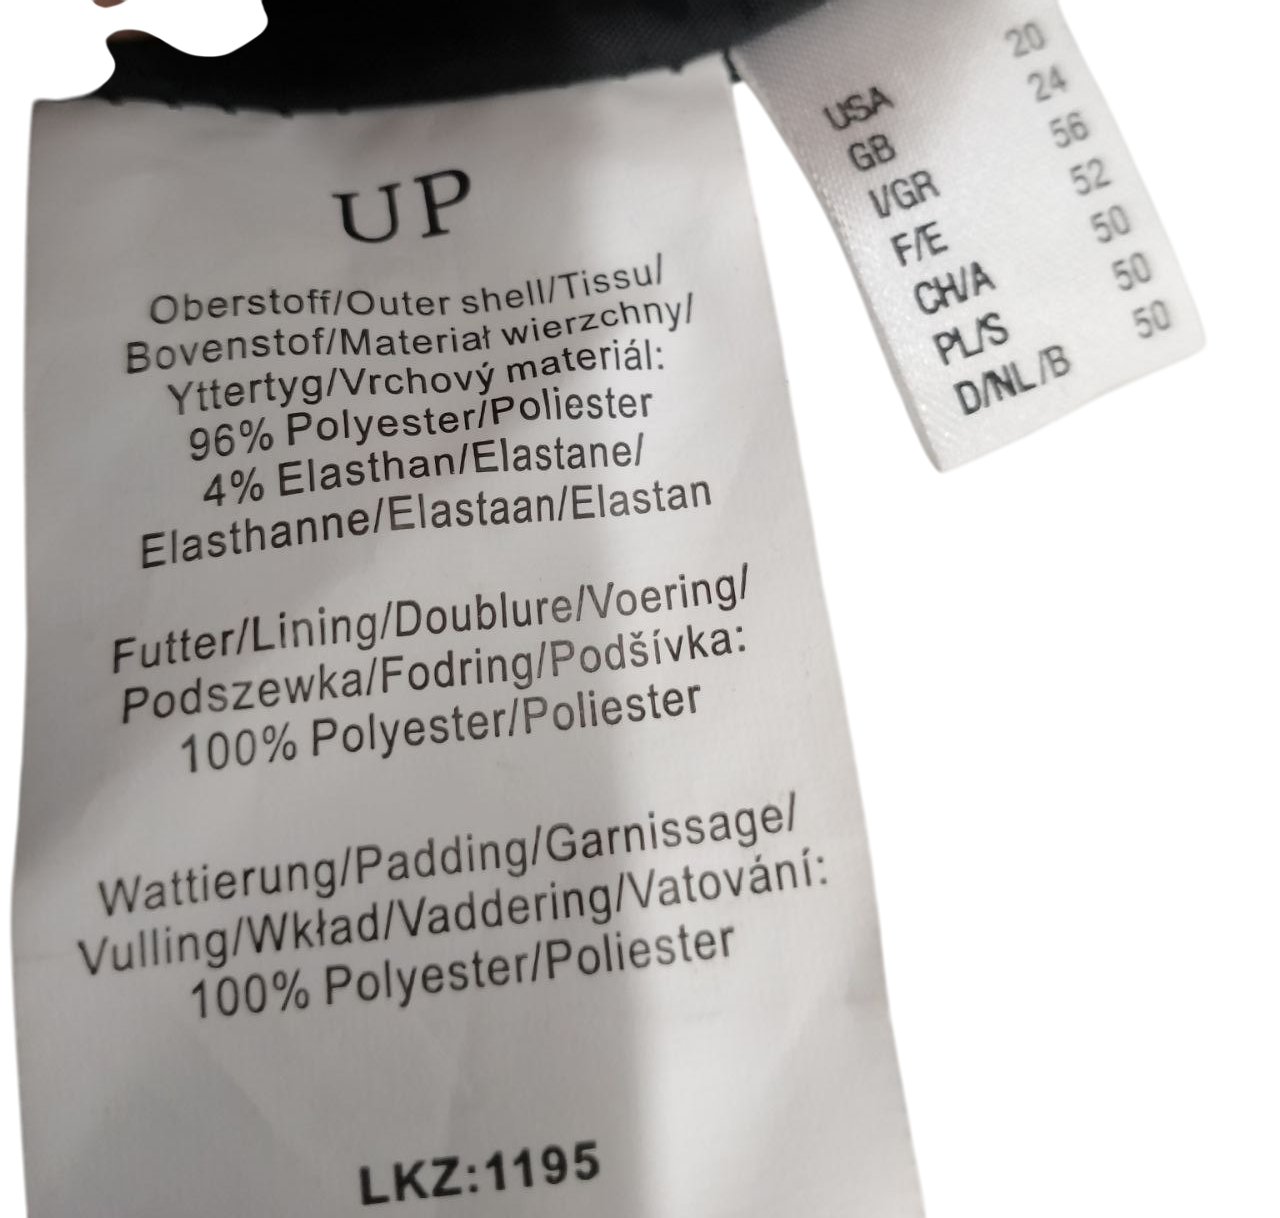 UP
Oberstoff/Outer shell/Tissu/
Bovenstof/Materiał wierzchny/
Yttertyg/Vrchový materiál:
96% Polyester/Poliester
4% Elasthan/Elastane/
Elasthanne/Elastaan/Elastan
Futter/Lining/Doublure/Voering/
Podszewka/Fodring/Podšívka:
100% Polyester/Poliester
Wattierung/Padding/Garnissage/
Vulling/Wkład/Vaddering/Vatování:
100% Polyester/Poliester
LKZ:1195
USA 20
GB 24
I/GR 56
F/E 52
CH/A 50
PL/S 50
D/NL/B 50